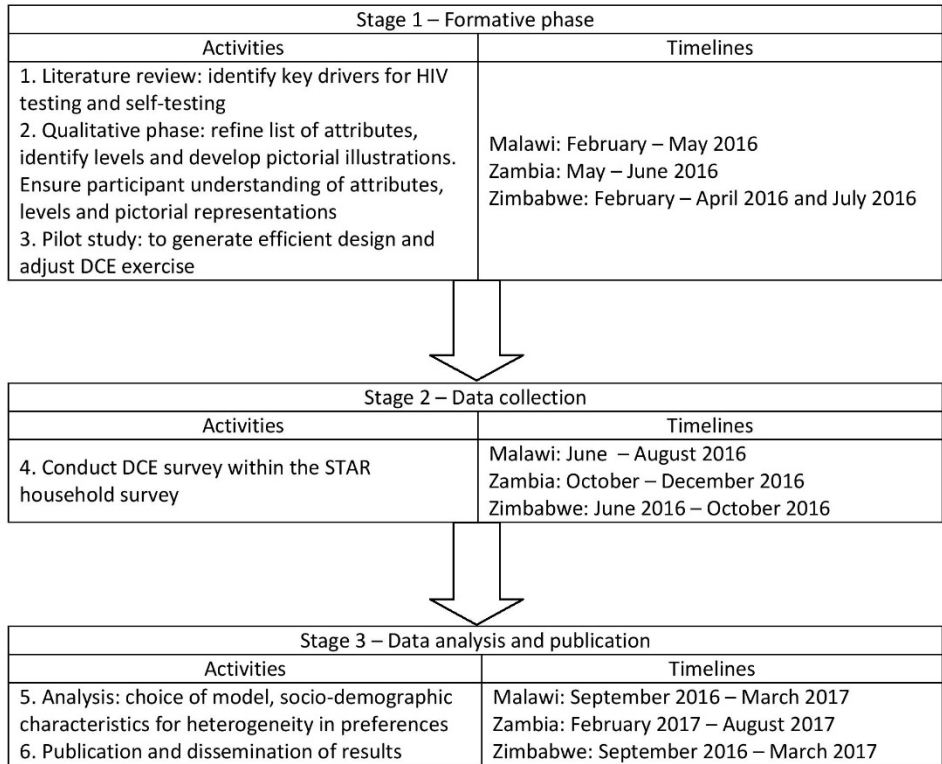 Stage 1 – Formative phase
Activities
Timelines
1. Literature review: identify key drivers for HIV
testing and self-testing
2. Qualitative phase: refine list of attributes,
identify levels and develop pictorial illustrations.
Ensure participant understanding of attributes,
levels and pictorial representations
3. Pilot study: to generate efficient design and
adjust DCE exercise
Malawi: February – May 2016
Zambia: May – June 2016
Zimbabwe: February – April 2016 and July 2016
Stage 2 – Data collection
Activities
Timelines
4. Conduct DCE survey within the STAR
household survey
Malawi: June – August 2016
Zambia: October – December 2016
Zimbabwe: June 2016 – October 2016
Stage 3 – Data analysis and publication
Activities
Timelines
5. Analysis: choice of model, socio-demographic
characteristics for heterogeneity in preferences
6. Publication and dissemination of results
Malawi: September 2016 – March 2017
Zambia: February 2017 – August 2017
Zimbabwe: September 2016 – March 2017